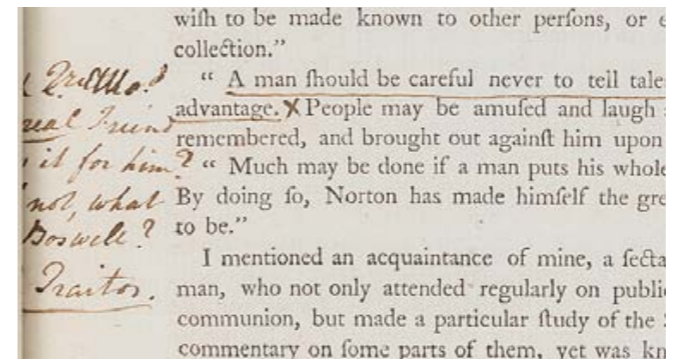 wiſh to be made known to other perſons, or e
collection."
" A man ſhould be careful never to tell tale
advantage. X People may be amuſed and laugh
remembered, and brought out againſt him upon
" Much may be done if a man puts his whole
By doing ſo, Norton has made himſelf the gre
to be."
I mentioned an acquaintance of mine, a ſecta
man, who not only attended regularly on public
communion, but made a particular ſtudy of the
commentary on ſome parts of them, yet was kn
real Friend
it for him?
not, what
Boswell?
Traitor.